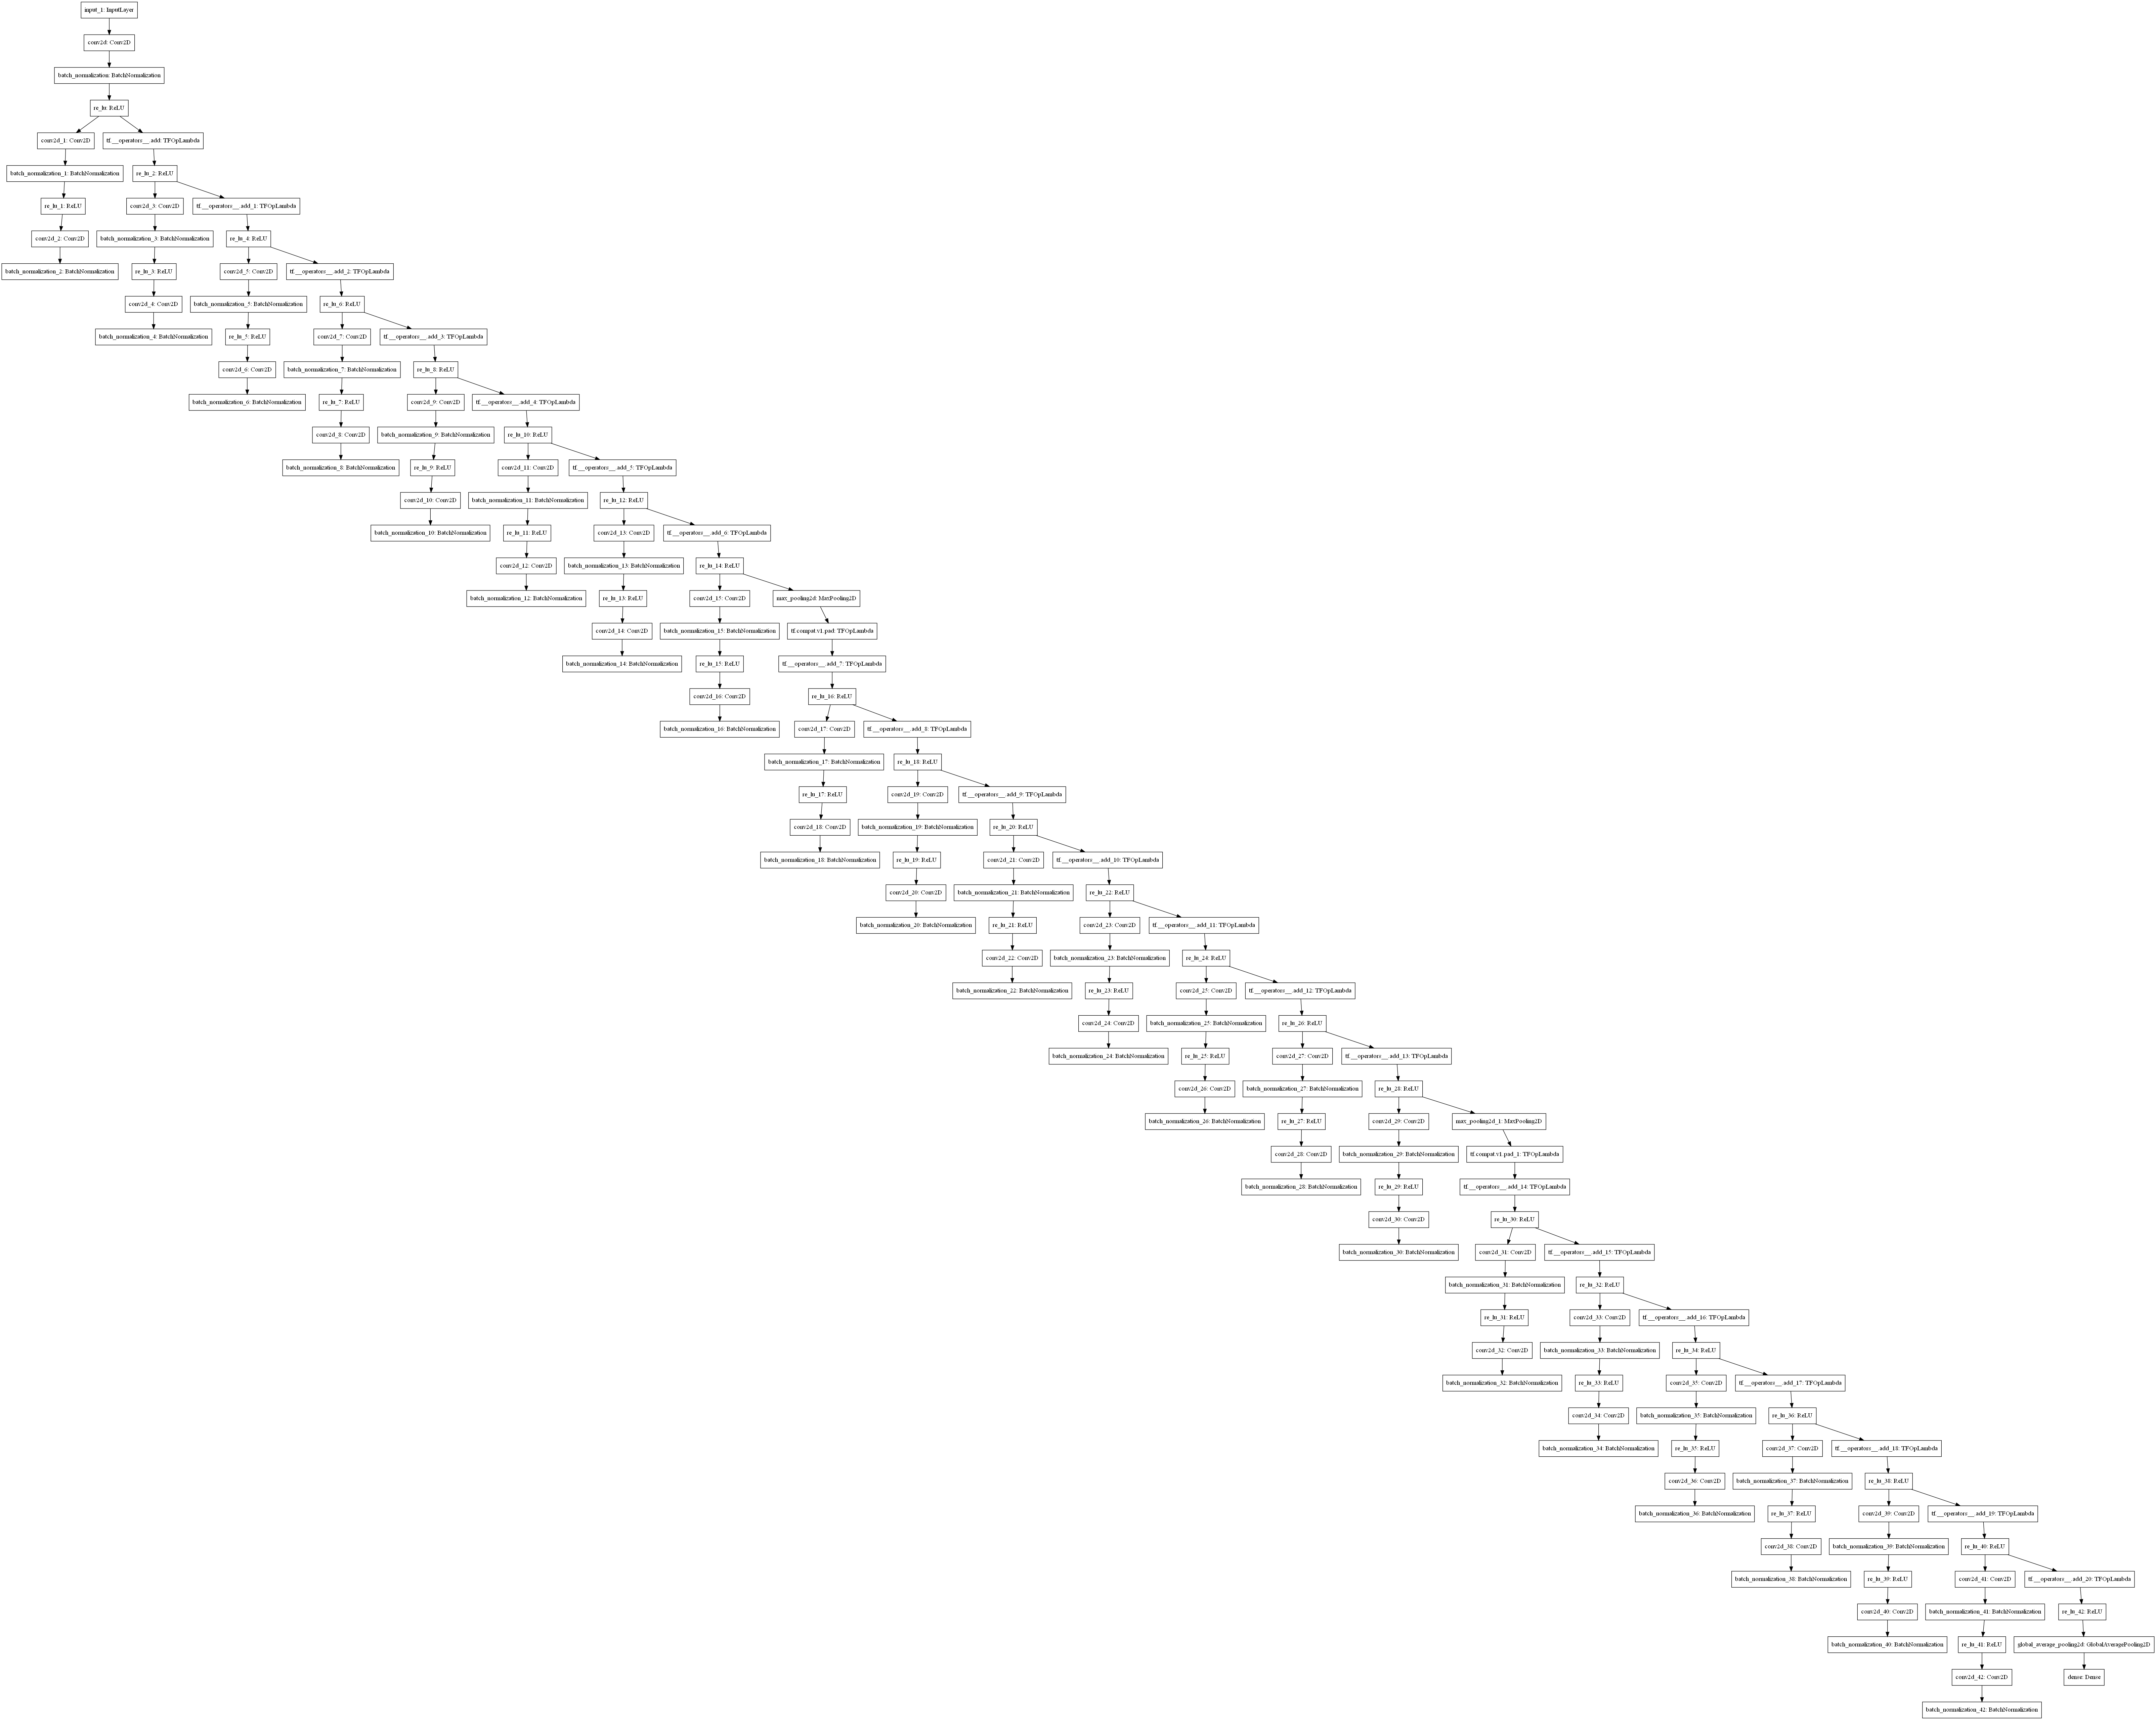 input_1: InputLayer
conv2d: Conv2D
batch_normalization: BatchNormalization
re_lu: ReLU
conv2d_1: Conv2D
tf.__operators__.add: TFOpLambda
batch_normalization_1: BatchNormalization
re_lu_2: ReLU
re_lu_1: ReLU
conv2d_3: Conv2D
tf.__operators__.add_1: TFOpLambda
conv2d_2: Conv2D
batch_normalization_3: BatchNormalization
re_lu_4: ReLU
batch_normalization_2: BatchNormalization
re_lu_3: ReLU
conv2d_5: Conv2D
tf.__operators__.add_2: TFOpLambda
conv2d_4: Conv2D
batch_normalization_5: BatchNormalization
re_lu_6: ReLU
batch_normalization_4: BatchNormalization
re_lu_5: ReLU
conv2d_7: Conv2D
tf.__operators__.add_3: TFOpLambda
conv2d_6: Conv2D
batch_normalization_7: BatchNormalization
re_lu_8: ReLU
batch_normalization_6: BatchNormalization
re_lu_7: ReLU
conv2d_9: Conv2D
tf.__operators__.add_4: TFOpLambda
conv2d_8: Conv2D
batch_normalization_9: BatchNormalization
re_lu_10: ReLU
batch_normalization_8: BatchNormalization
re_lu_9: ReLU
conv2d_11: Conv2D
tf.__operators__.add_5: TFOpLambda
conv2d_10: Conv2D
batch_normalization_11: BatchNormalization
re_lu_12: ReLU
batch_normalization_10: BatchNormalization
re_lu_11: ReLU
conv2d_13: Conv2D
tf.__operators__.add_6: TFOpLambda
conv2d_12: Conv2D
batch_normalization_13: BatchNormalization
re_lu_14: ReLU
batch_normalization_12: BatchNormalization
re_lu_13: ReLU
conv2d_15: Conv2D
max_pooling2d: MaxPooling2D
conv2d_14: Conv2D
batch_normalization_15: BatchNormalization
tf.compat.v1.pad: TFOpLambda
batch_normalization_14: BatchNormalization
re_lu_15: ReLU
tf.__operators__.add_7: TFOpLambda
conv2d_16: Conv2D
re_lu_16: ReLU
batch_normalization_16: BatchNormalization
conv2d_17: Conv2D
tf.__operators__.add_8: TFOpLambda
batch_normalization_17: BatchNormalization
re_lu_18: ReLU
re_lu_17: ReLU
conv2d_19: Conv2D
tf.__operators__.add_9: TFOpLambda
conv2d_18: Conv2D
batch_normalization_19: BatchNormalization
re_lu_20: ReLU
batch_normalization_18: BatchNormalization
re_lu_19: ReLU
conv2d_21: Conv2D
tf.__operators__.add_10: TFOpLambda
conv2d_20: Conv2D
batch_normalization_21: BatchNormalization
re_lu_22: ReLU
batch_normalization_20: BatchNormalization
re_lu_21: ReLU
conv2d_23: Conv2D
tf.__operators__.add_11: TFOpLambda
conv2d_22: Conv2D
batch_normalization_23: BatchNormalization
re_lu_24: ReLU
batch_normalization_22: BatchNormalization
re_lu_23: ReLU
conv2d_25: Conv2D
tf.__operators__.add_12: TFOpLambda
conv2d_24: Conv2D
batch_normalization_25: BatchNormalization
re_lu_26: ReLU
batch_normalization_24: BatchNormalization
re_lu_25: ReLU
conv2d_27: Conv2D
tf.__operators__.add_13: TFOpLambda
conv2d_26: Conv2D
batch_normalization_27: BatchNormalization
re_lu_28: ReLU
batch_normalization_26: BatchNormalization
re_lu_27: ReLU
conv2d_29: Conv2D
max_pooling2d_1: MaxPooling2D
conv2d_28: Conv2D
batch_normalization_29: BatchNormalization
tf.compat.v1.pad_1: TFOpLambda
batch_normalization_28: BatchNormalization
re_lu_29: ReLU
tf.__operators__.add_14: TFOpLambda
conv2d_30: Conv2D
re_lu_30: ReLU
batch_normalization_30: BatchNormalization
conv2d_31: Conv2D
tf.__operators__.add_15: TFOpLambda
batch_normalization_31: BatchNormalization
re_lu_32: ReLU
re_lu_31: ReLU
conv2d_33: Conv2D
tf.__operators__.add_16: TFOpLambda
conv2d_32: Conv2D
batch_normalization_33: BatchNormalization
re_lu_34: ReLU
batch_normalization_32: BatchNormalization
re_lu_33: ReLU
conv2d_35: Conv2D
tf.__operators__.add_17: TFOpLambda
conv2d_34: Conv2D
batch_normalization_35: BatchNormalization
re_lu_36: ReLU
batch_normalization_34: BatchNormalization
re_lu_35: ReLU
conv2d_37: Conv2D
tf.__operators__.add_18: TFOpLambda
conv2d_36: Conv2D
batch_normalization_37: BatchNormalization
re_lu_38: ReLU
batch_normalization_36: BatchNormalization
re_lu_37: ReLU
conv2d_39: Conv2D
tf.__operators__.add_19: TFOpLambda
conv2d_38: Conv2D
batch_normalization_39: BatchNormalization
re_lu_40: ReLU
batch_normalization_38: BatchNormalization
re_lu_39: ReLU
conv2d_41: Conv2D
tf.__operators__.add_20: TFOpLambda
conv2d_40: Conv2D
batch_normalization_41: BatchNormalization
re_lu_42: ReLU
batch_normalization_40: BatchNormalization
re_lu_41: ReLU
global_average_pooling2d: GlobalAveragePooling2D
conv2d_42: Conv2D
dense: Dense
batch_normalization_42: BatchNormalization